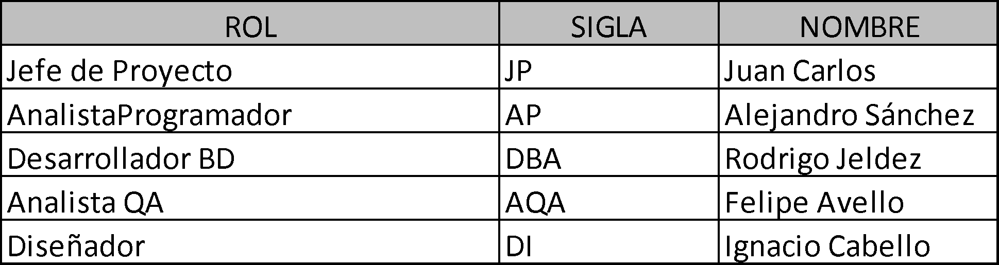 ROL SIGLA NOMBRE
Jefe de Proyecto JP Juan Carlos
AnalistaProgramador AP Alejandro Sánchez
Desarrollador BD DBA Rodrigo Jeldez
Analista QA AQA Felipe Avello
Diseñador DI Ignacio Cabello